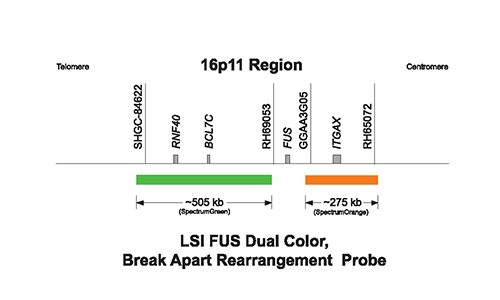 16p11 Region
Telomere
Centromere
SHGC-84622
RNF40
BCL7C
RH69053
FUS
GGAA3G05
ITGAX
RH65072
~505 kb
(SpectrumGreen)
~275 kb
(SpectrumOrange)
LSI FUS Dual Color,
Break Apart Rearrangement Probe